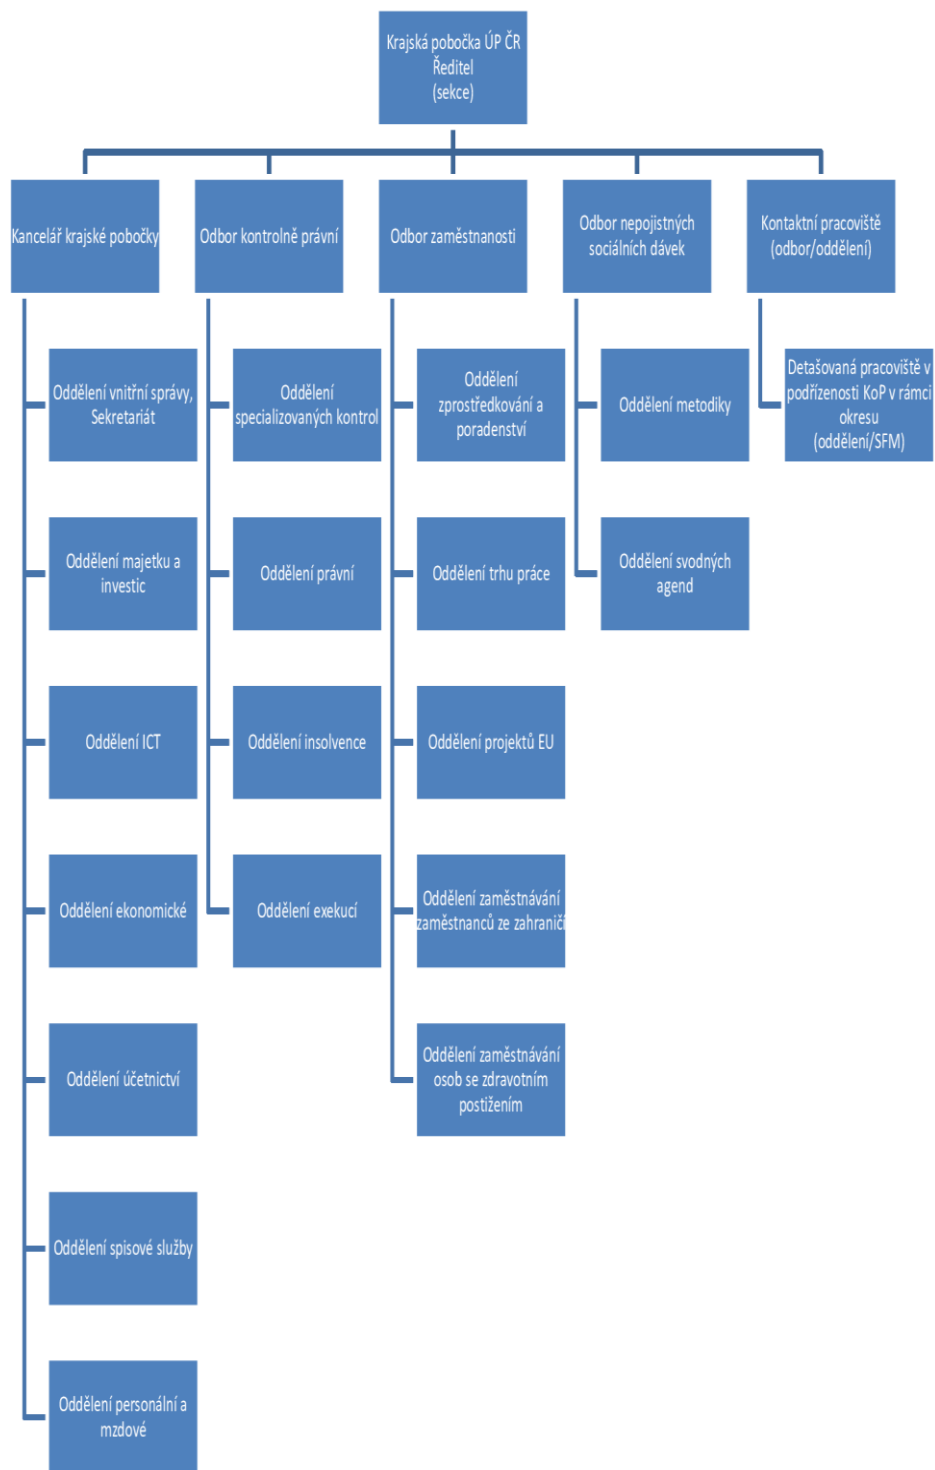 Krajská pobočka ÚP ČR
Ředitel
(sekce)
Kancelář krajské pobočky
Odbor kontrolně právní
Odbor zaměstnanosti
Odbor nepojistných
sociálních dávek
Kontaktní pracoviště
(odbor/oddělení)
Oddělení vnitřní správy,
Sekretariát
Oddělení majetku a
investic
Oddělení ICT
Oddělení ekonomické
Oddělení účetnictví
Oddělení spisové služby
Oddělení personální a
mzdové
Oddělení
specializovaných kontrol
Oddělení právní
Oddělení insolvence
Oddělení exekucí
Oddělení
zprostředkování a
poradenství
Oddělení trhu práce
Oddělení projektů EU
Oddělení zaměstnávání
zaměstnanců ze zahraničí
Oddělení zaměstnávání
osob se zdravotním
postižením
Oddělení metodiky
Oddělení svodných
agend
Detašovaná pracoviště v
podřízenosti KoP v rámci
okresu
(oddělení/SFM)